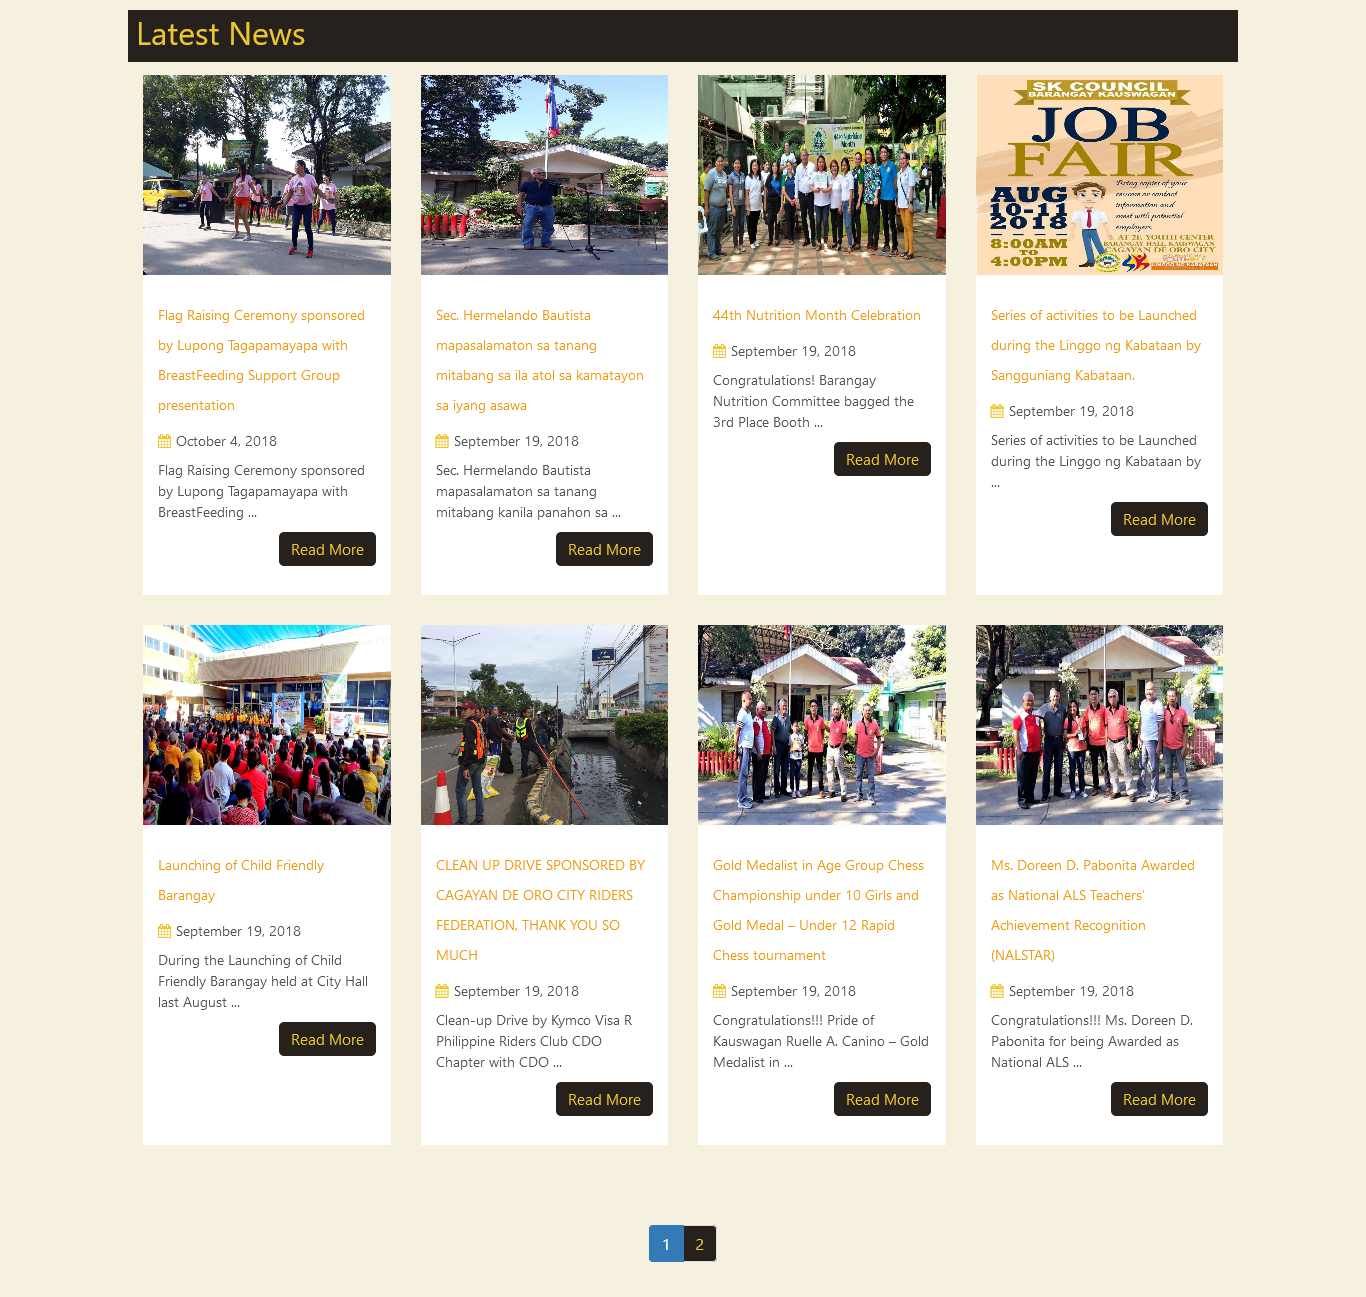 Latest News
SK COUNCIL
BARANGAY KAUSWAGAN
JOB
FAIR
Bring copies of your
resume or contact
information and
meet with potential
employers.
AUG
10-11
2018
8:00AM
TO
4:00PM
AT 2F. YOUTH CENTER
BARANGAY HALL KAUSWAGAN
CAGAYAN DE ORO CITY
LINGGO NG KABATAAN
Nutrition
Month
Flag Raising Ceremony sponsored
by Lupong Tagapamayapa with
BreastFeeding Support Group
presentation
October 4, 2018
Flag Raising Ceremony sponsored
by Lupong Tagapamayapa with
BreastFeeding ...
Read More
Sec. Hermelando Bautista
mapasalamaton sa tanang
mitabang sa ila atol sa kamatayon
sa iyang asawa
September 19, 2018
Sec. Hermelando Bautista
mapasalamaton sa tanang
mitabang kanila panahon sa ...
Read More
44th Nutrition Month Celebration
September 19, 2018
Congratulations! Barangay
Nutrition Committee bagged the
3rd Place Booth ...
Read More
Series of activities to be Launched
during the Linggo ng Kabataan by
Sangguniang Kabataan.
September 19, 2018
Series of activities to be Launched
during the Linggo ng Kabataan by
...
Read More
Launching of Child Friendly
Barangay
September 19, 2018
During the Launching of Child
Friendly Barangay held at City Hall
last August ...
Read More
CLEAN UP DRIVE SPONSORED BY
CAGAYAN DE ORO CITY RIDERS
FEDERATION, THANK YOU SO
MUCH
September 19, 2018
Clean-up Drive by Kymco Visa R
Philippine Riders Club CDO
Chapter with CDO ...
Read More
Gold Medalist in Age Group Chess
Championship under 10 Girls and
Gold Medal – Under 12 Rapid
Chess tournament
September 19, 2018
Congratulations!!! Pride of
Kauswagan Ruelle A. Canino – Gold
Medalist in ...
Read More
Ms. Doreen D. Pabonita Awarded
as National ALS Teachers'
Achievement Recognition
(NALSTAR)
September 19, 2018
Congratulations!!! Ms. Doreen D.
Pabonita for being Awarded as
National ALS ...
Read More
1 2